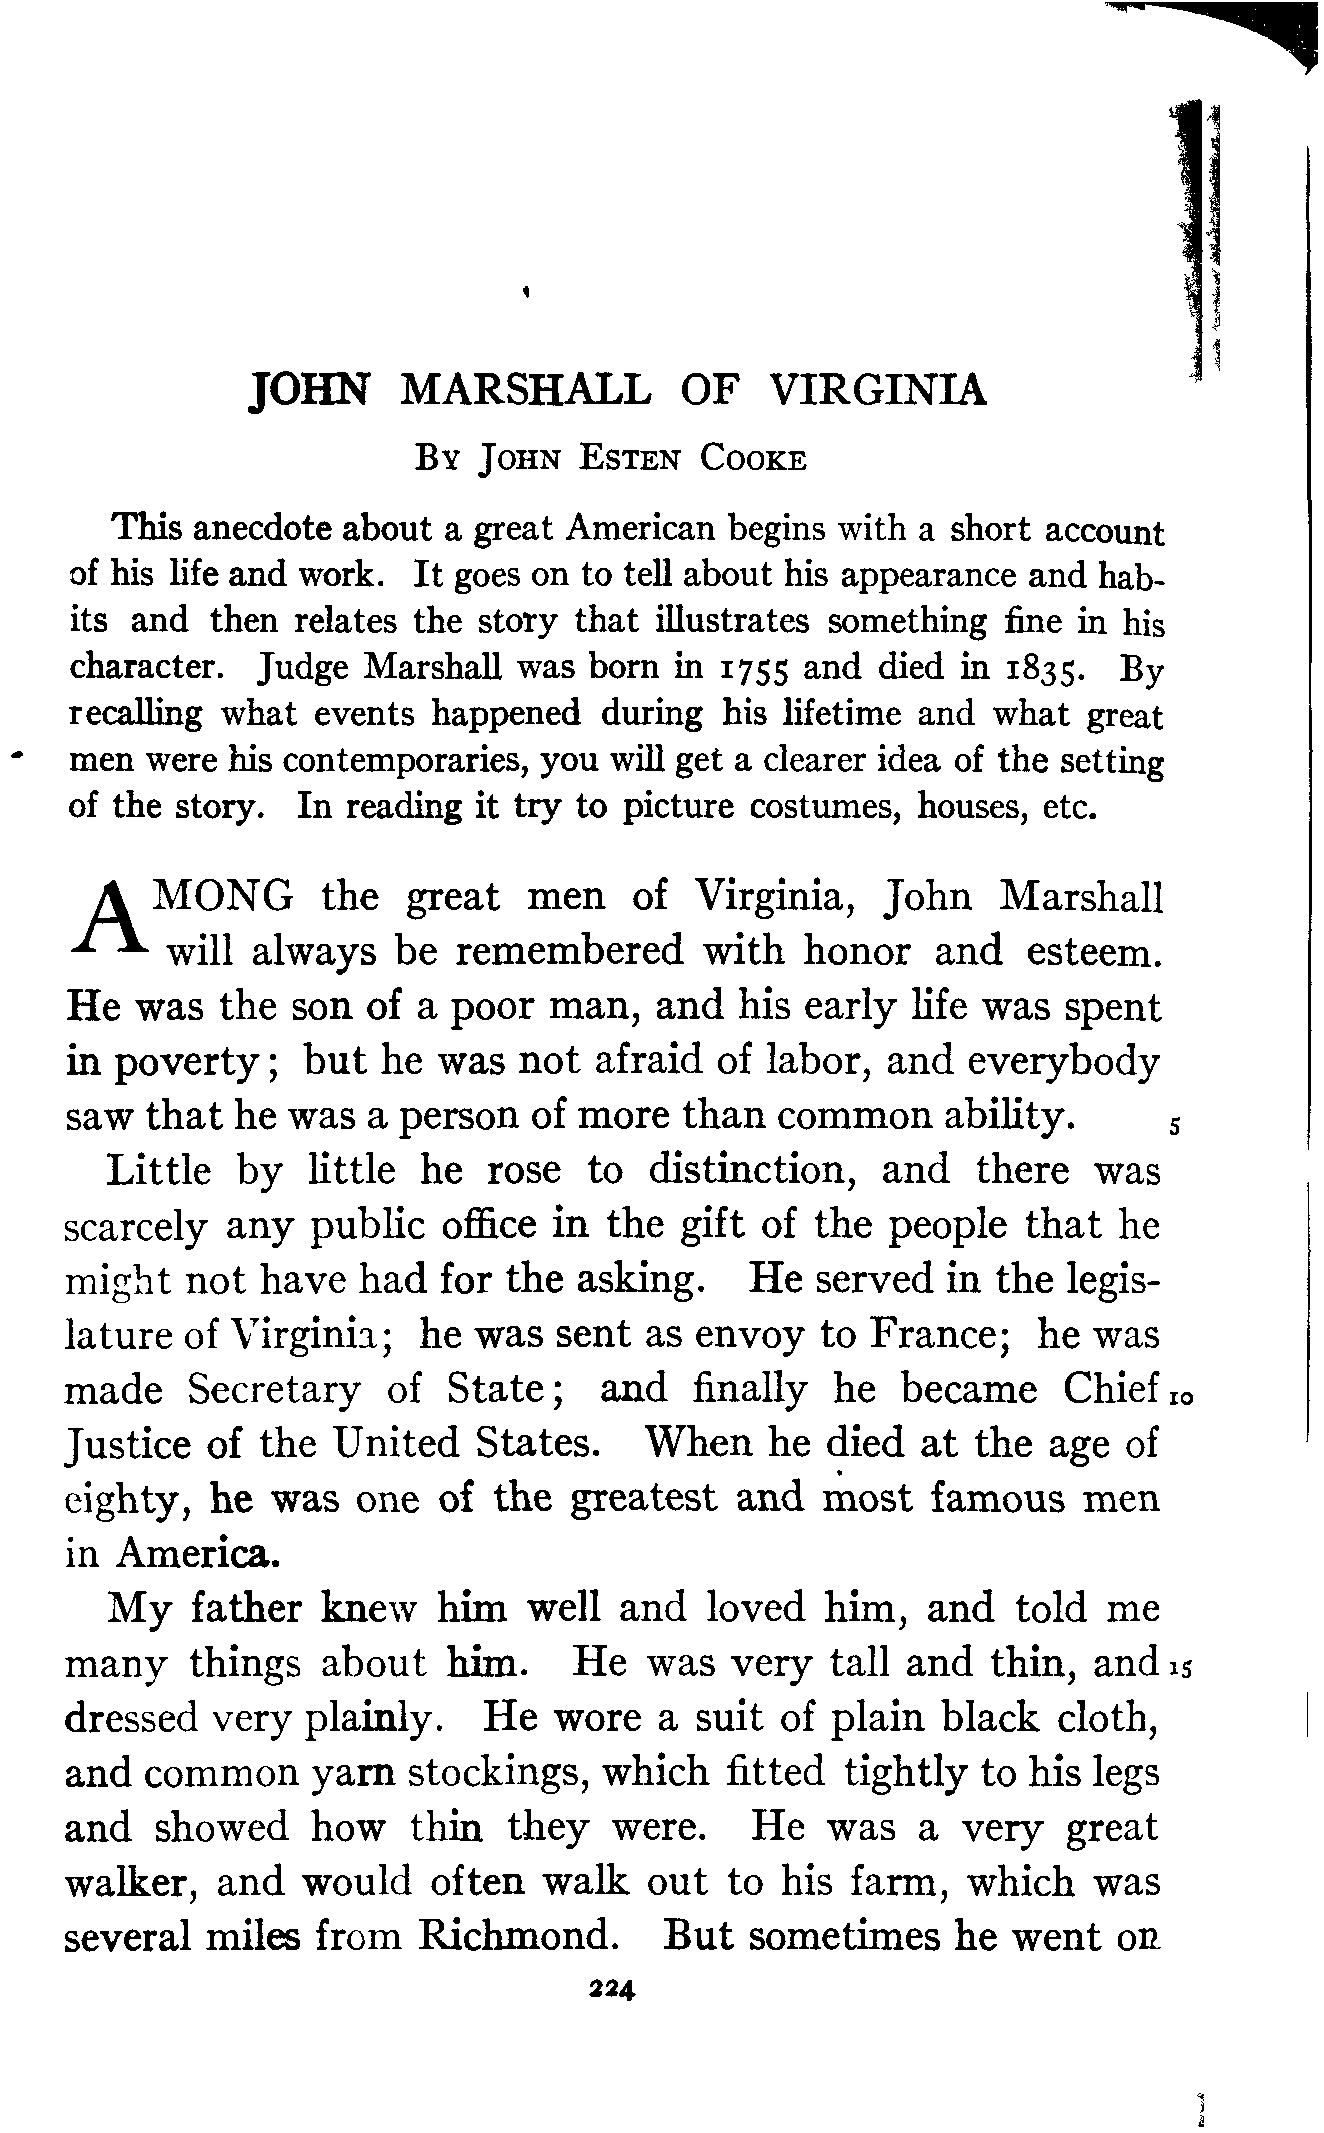 JOHN MARSHALL OF VIRGINIA
BY JOHN ESTEN COOKE
This anecdote about a great American begins with a short account
of his life and work. It goes on to tell about his appearance and hab-
its and then relates the story that illustrates something fine in his
character. Judge Marshall was born in 1755 and died in 1835. By
recalling what events happened during his lifetime and what great
men were his contemporaries, you will get a clearer idea of the setting
of the story. In reading it try to picture costumes, houses, etc.
AMONG the great men of Virginia, John Marshall
will always be remembered with honor and esteem.
He was the son of a poor man, and his early life was spent
in poverty; but he was not afraid of labor, and everybody
saw that he was a person of more than common ability. 5
Little by little he rose to distinction, and there was
scarcely any public office in the gift of the people that he
might not have had for the asking. He served in the legis-
lature of Virginia; he was sent as envoy to France; he was
made Secretary of State; and finally he became Chief 10
Justice of the United States. When he died at the age of
eighty, he was one of the greatest and most famous men
in America.
My father knew him well and loved him, and told me
many things about him. He was very tall and thin, and 15
dressed very plainly. He wore a suit of plain black cloth,
and common yarn stockings, which fitted tightly to his legs
and showed how thin they were. He was a very great
walker, and would often walk out to his farm, which was
several miles from Richmond. But sometimes he went on
224